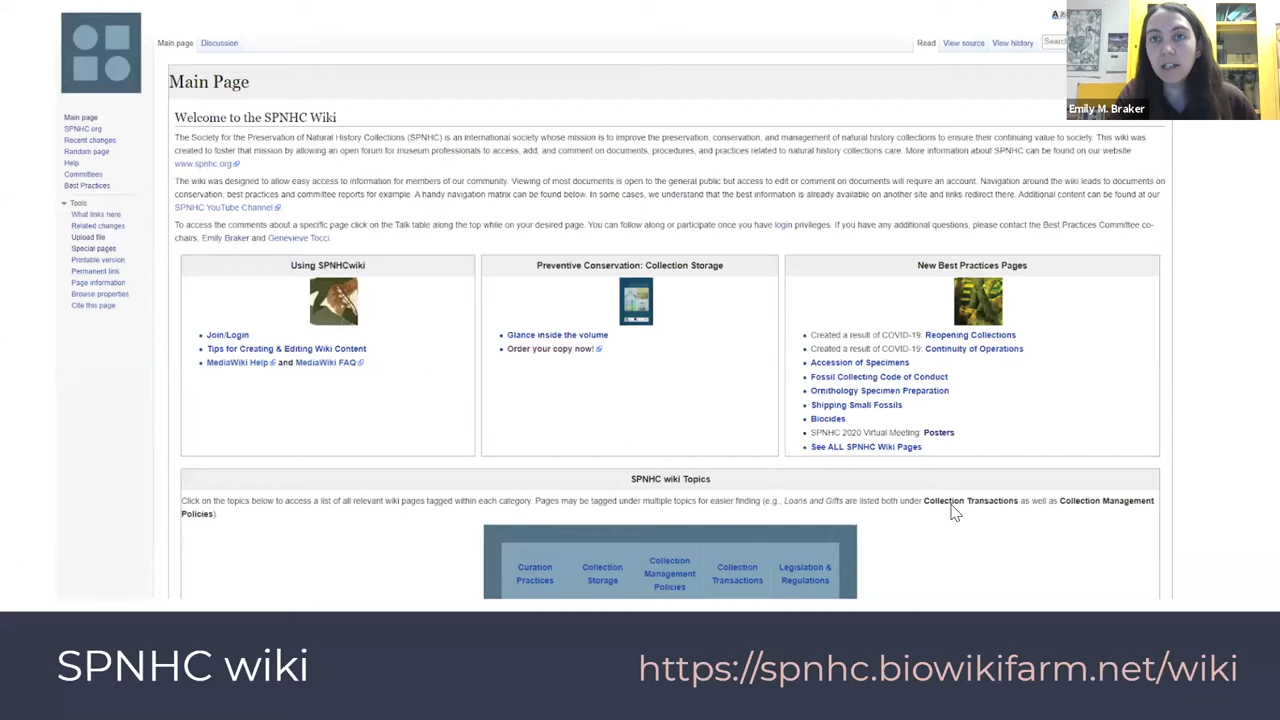 Main page
Discussion
Read
View source
View history
Search
Emily M. Braker
Main page
SPNHC.org
Recent changes
Random page
Help
Committees
Best Practices
Tools
What links here
Related changes
Upload file
Special pages
Printable version
Permanent link
Page information
Browse properties
Cite this page
Main Page
Welcome to the SPNHC Wiki
The Society for the Preservation of Natural History Collections (SPNHC) is an international society whose mission is to improve the preservation, conservation, and management of natural history collections to ensure their continuing value to society. This wiki
was created to foster that mission by allowing an open forum for museum professionals to access, add, and comment on documents, procedures, and practices related to natural history collections care. More information about SPNHC can be found on our website
www.spnhc.org
The wiki was designed to allow easy access to information for members of our community. Viewing of most documents is open to the general public but access to edit or comment on documents will require an account. Navigation around the wiki leads to documents on
conservation, best practices and committee reports for example. A handy navigation matrix can be found below. In some cases, we understand that the best information is already available on another site and links redirect there. Additional content can be found at our
SPNHC YouTube Channel.
To access the comments about a specific page click on the Talk table along the top while on your desired page. You can follow along or participate once you have login privileges. If you have any additional questions, please contact the Best Practices Committee co-
chairs, Emily Braker and Genevieve Tocci.
Using SPNHCwiki
Join/Login
Tips for Creating & Editing Wiki Content
MediaWiki Help and MediaWiki FAQ
Preventive Conservation: Collection Storage
Glance inside the volume
Order your copy now!
New Best Practices Pages
Created a result of COVID-19: Reopening Collections
Created a result of COVID-19: Continuity of Operations
Accession of Specimens
Fossil Collecting Code of Conduct
Ornithology Specimen Preparation
Shipping Small Fossils
Biocides
SPNHC 2020 Virtual Meeting: Posters
See ALL SPNHC Wiki Pages
SPNHC wiki Topics
Click on the topics below to access a list of all relevant wiki pages tagged within each category. Pages may be tagged under multiple topics for easier finding (e.g., Loans and Gifts are listed both under Collection Transactions as well as Collection Management
Policies).
Curation
Practices
Collection
Storage
Collection
Management
Policies
Collection
Transactions
Legislation &
Regulations
SPNHC wiki
https://spnhc.biowikifarm.net/wiki